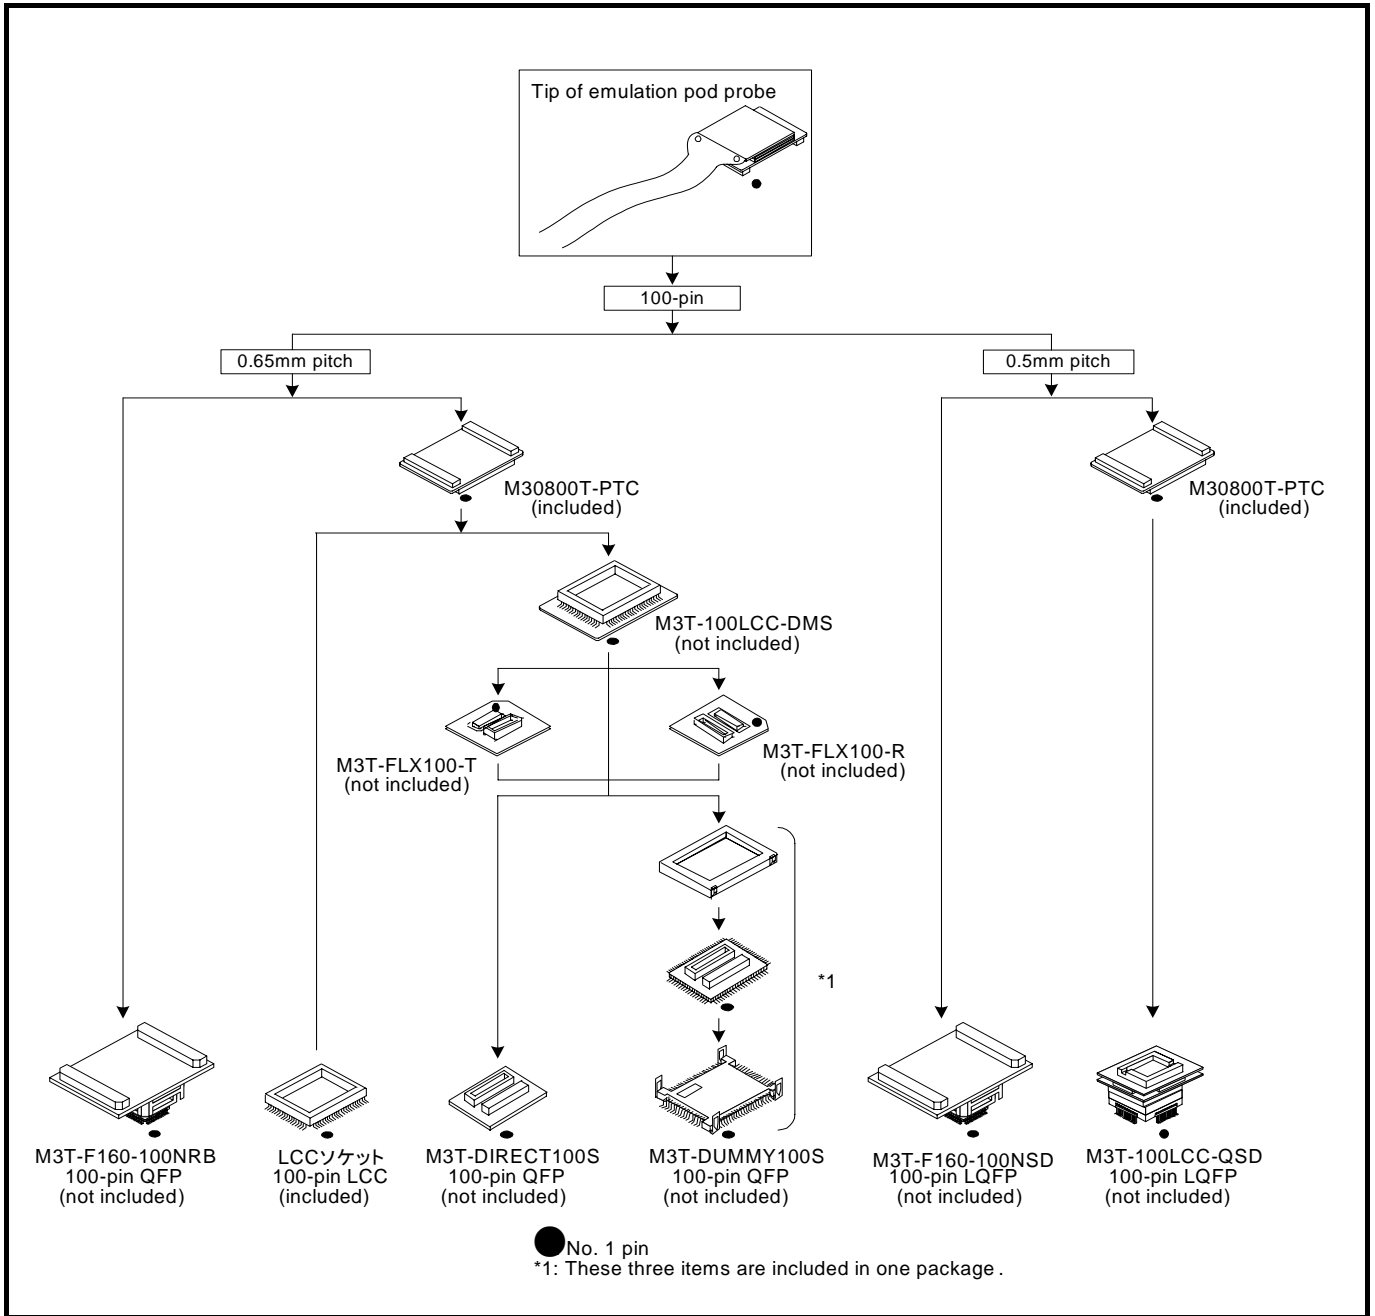 Tip of emulation pod probe
100-pin
0.65mm pitch
0.5mm pitch
M30800T-PTC
(included)
M30800T-PTC
(included)
M3T-100LCC-DMS
(not included)
M3T-FLX100-T
(not included)
M3T-FLX100-R
(not included)
*1
M3T-F160-100NRB
100-pin QFP
(not included)
LCCソケット
100-pin LCC
(included)
M3T-DIRECT100S
100-pin QFP
(not included)
M3T-DUMMY100S
100-pin QFP
(not included)
M3T-F160-100NSD
100-pin LQFP
(not included)
M3T-100LCC-QSD
100-pin LQFP
(not included)
No. 1 pin
*1: These three items are included in one package.